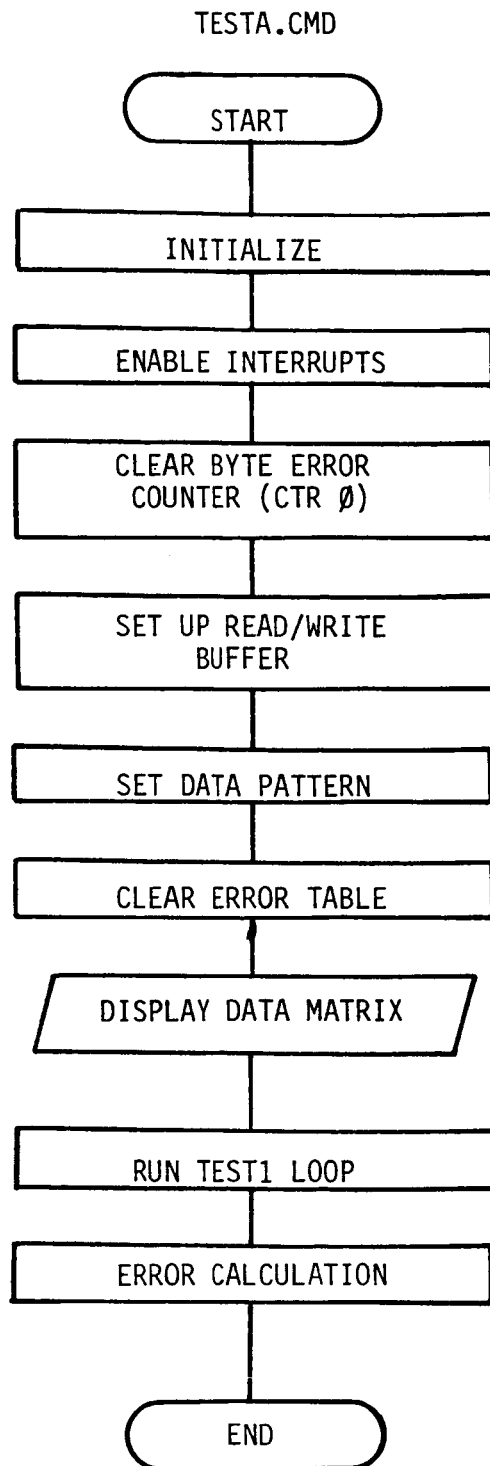 TESTA.CMD
START
INITIALIZE
ENABLE INTERRUPTS
CLEAR BYTE ERROR
COUNTER (CTR Ø)
SET UP READ/WRITE
BUFFER
SET DATA PATTERN
CLEAR ERROR TABLE
DISPLAY DATA MATRIX
RUN TEST1 LOOP
ERROR CALCULATION
END